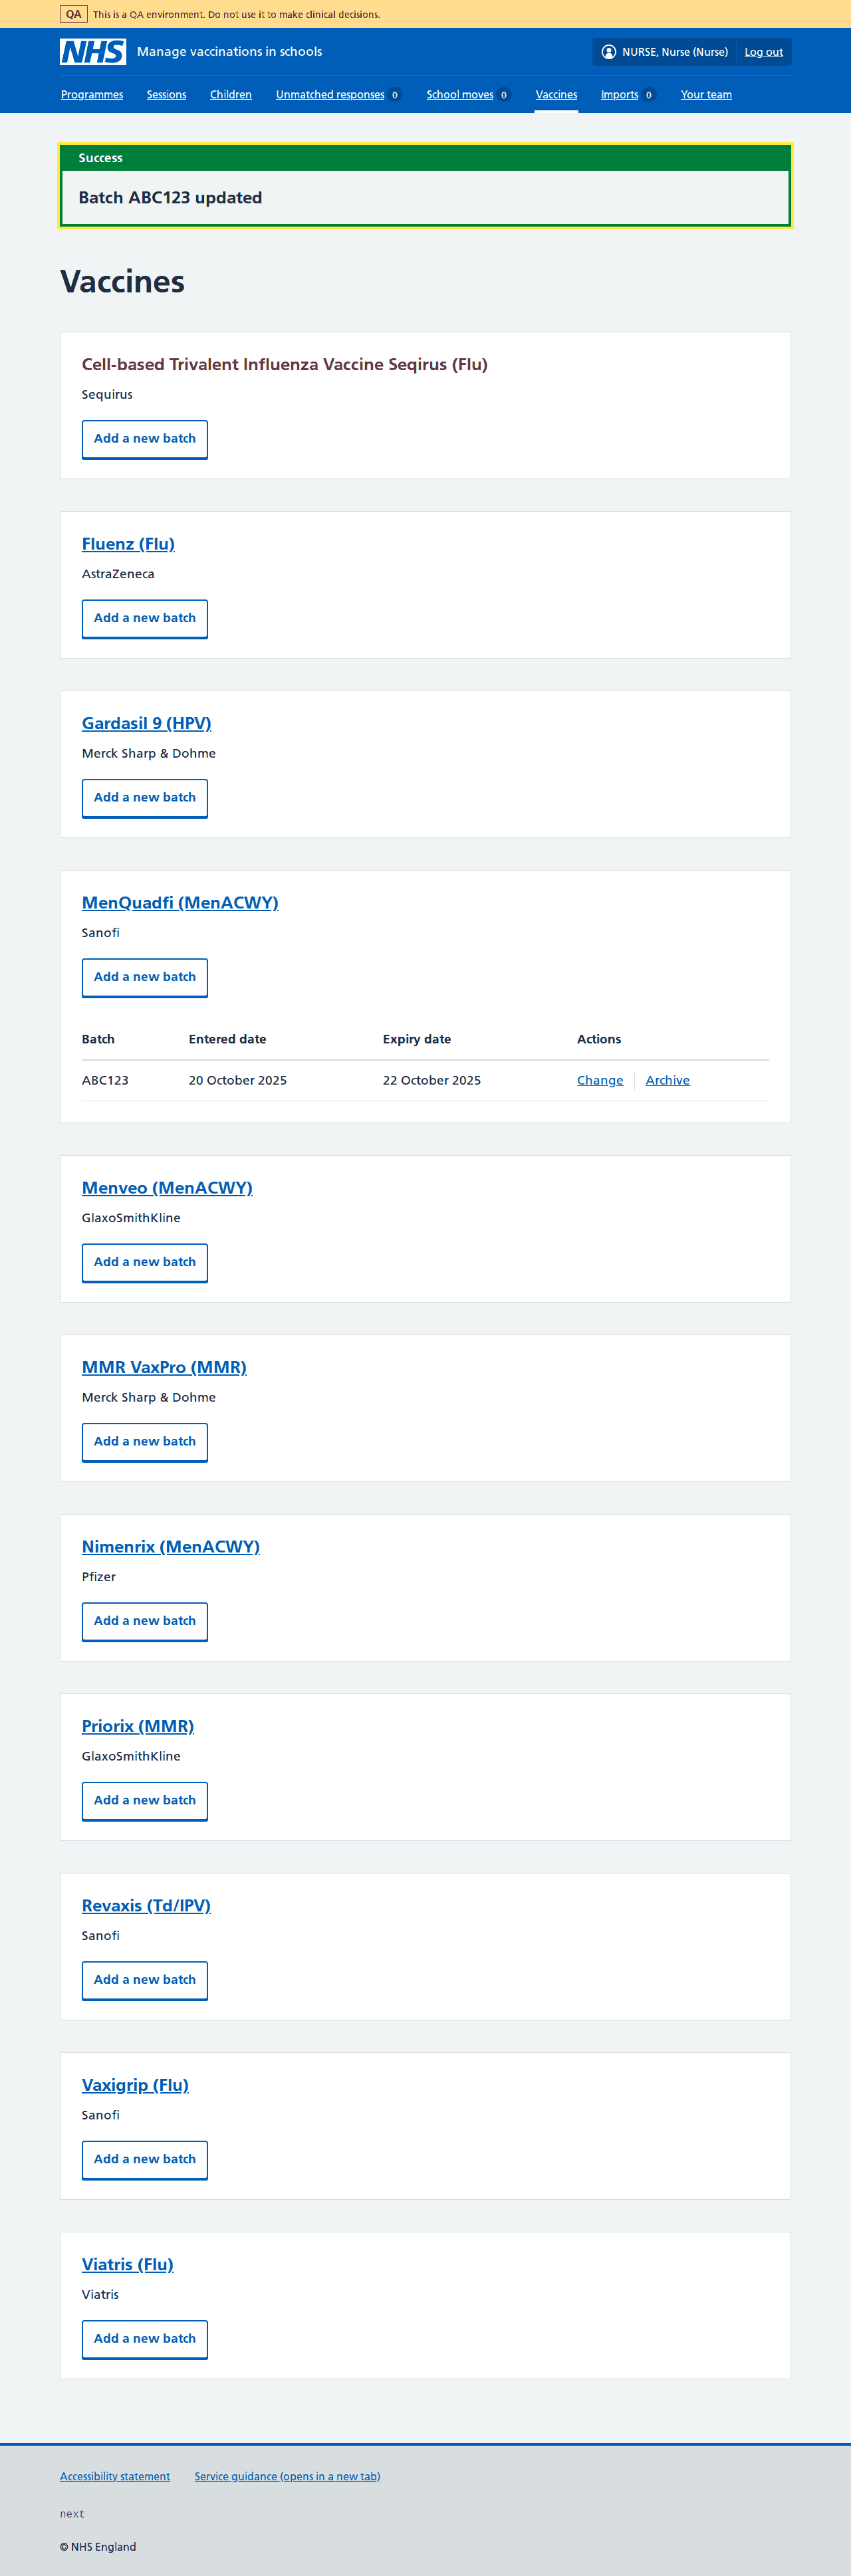 QA This is a QA environment. Do not use it to make clinical decisions.
NHS Manage vaccinations in schools NURSE, Nurse (Nurse) Log out
Programmes Sessions Children Unmatched responses 0 School moves 0 Vaccines Imports 0 Your team
Success
Batch ABC123 updated
Vaccines
Cell-based Trivalent Influenza Vaccine Seqirus (Flu)
Sequirus
Add a new batch
Fluenz (Flu)
AstraZeneca
Add a new batch
Gardasil 9 (HPV)
Merck Sharp & Dohme
Add a new batch
MenQuadfi (MenACWY)
Sanofi
Add a new batch
Batch Entered date Expiry date Actions
ABC123 20 October 2025 22 October 2025 Change Archive
Menveo (MenACWY)
GlaxoSmithKline
Add a new batch
MMR VaxPro (MMR)
Merck Sharp & Dohme
Add a new batch
Nimenrix (MenACWY)
Pfizer
Add a new batch
Priorix (MMR)
GlaxoSmithKline
Add a new batch
Revaxis (Td/IPV)
Sanofi
Add a new batch
Vaxigrip (Flu)
Sanofi
Add a new batch
Viatris (Flu)
Viatris
Add a new batch
Accessibility statement Service guidance (opens in a new tab)
next
© NHS England